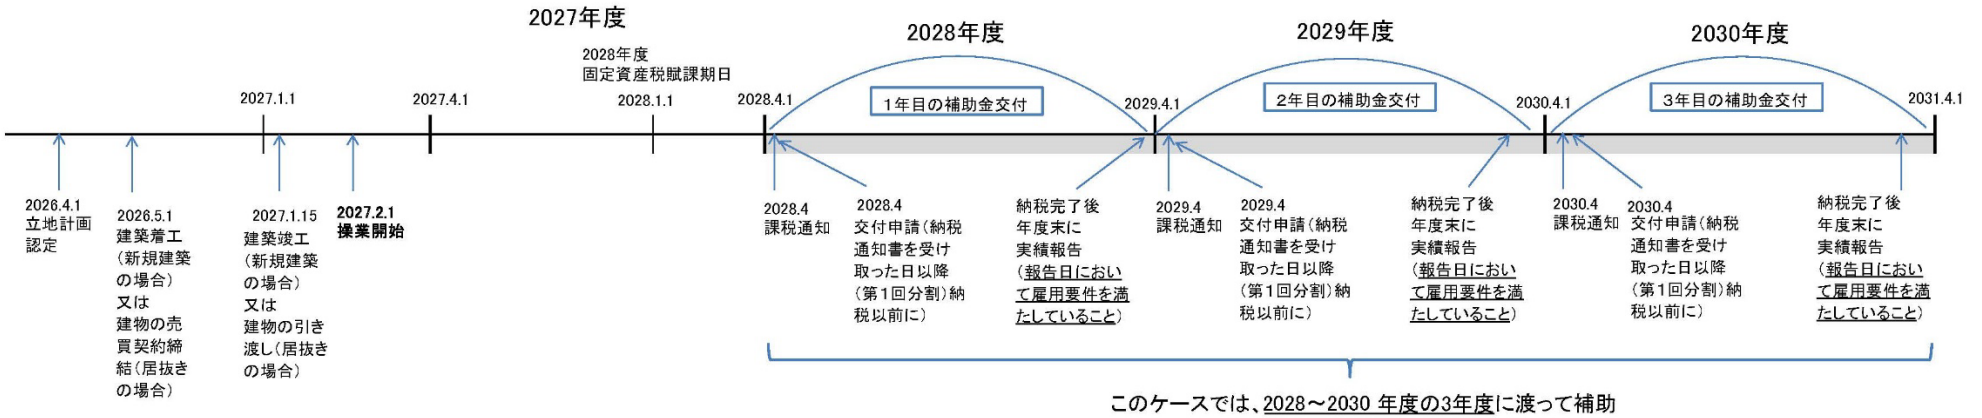 2027年度
2028年度
2029年度
2030年度
2028年度
固定資産税賦課期日
2027.1.1
2027.4.1
2028.1.1
2028.4.1
1年目の補助金交付
2029.4.1
2年目の補助金交付
2030.4.1
3年目の補助金交付
2031.4.1
2026.4.1
立地計画
認定
2026.5.1
建築着工
（新規建築
の場合）
又は
建物の売
買契約締
結（居抜き
の場合）
2027.1.15
建築竣工
（新規建築
の場合）
又は
建物の引き
渡し（居抜き
の場合）
2027.2.1
操業開始
2028.4
課税通知
2028.4
交付申請（納税
通知書を受け
取った日以降
（第１回分割）納
税以前に）
納税完了後
年度末に
実績報告
（報告日におい
て雇用要件を満
たしていること）
2029.4
課税通知
2029.4
交付申請（納税
通知書を受け
取った日以降
（第１回分割）納
税以前に）
納税完了後
年度末に
実績報告
（報告日におい
て雇用要件を満
たしていること）
2030.4
課税通知
2030.4
交付申請（納税
通知書を受け
取った日以降
（第１回分割）納
税以前に）
納税完了後
年度末に
実績報告
（報告日におい
て雇用要件を満
たしていること）
このケースでは、2028～2030 年度の3年度に渡って補助